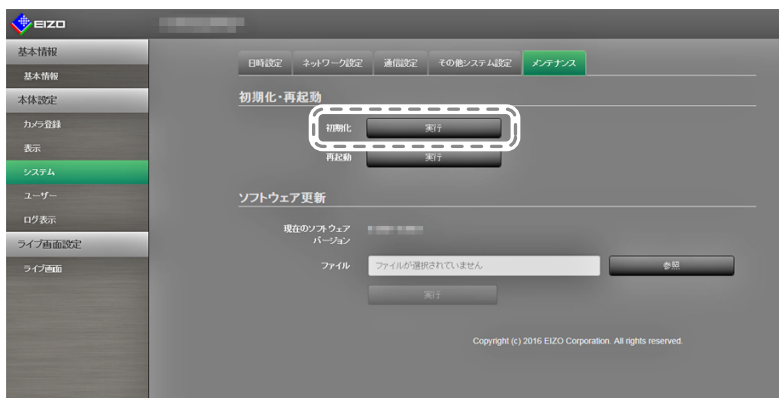 EIZO
基本情報
基本情報
本体設定
カメラ登録
表示
システム
ユーザー
ログ表示
ライブ画面設定
ライブ画面
日時設定 ネットワーク設定 通信設定 その他システム設定 メンテナンス
初期化・再起動
初期化 実行
再起動 実行
ソフトウェア更新
現在のソフトウェア
バージョン
ファイル ファイルが選択されていません 参照
実行
Copyright (c) 2016 EIZO Corporation. All rights reserved.